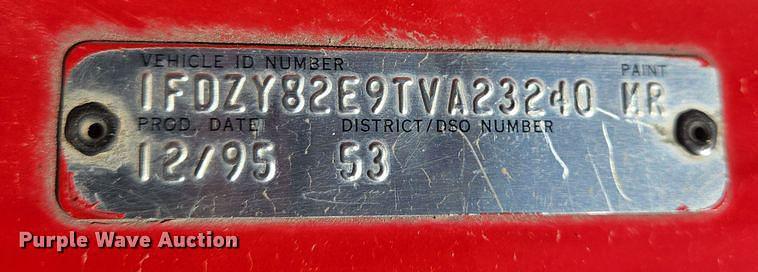 VEHICLE ID NUMBER
PAINT
1FDZY82E9TVA23240 MR
PROD. DATE DISTRICT/DSO NUMBER
12/95 53
Purple Wave Auction